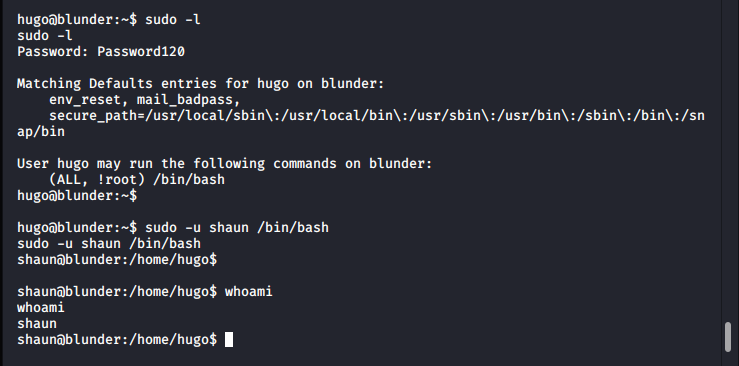 hugo@blunder:~$ sudo -l
sudo -l
Password: Password120
Matching Defaults entries for hugo on blunder:
    env_reset, mail_badpass,
    secure_path=/usr/local/sbin\:/usr/local/bin\:/usr/sbin\:/usr/bin\:/sbin\:/bin\:/sn
ap/bin
User hugo may run the following commands on blunder:
    (ALL, !root) /bin/bash
hugo@blunder:~$
hugo@blunder:~$ sudo -u shaun /bin/bash
sudo -u shaun /bin/bash
shaun@blunder:/home/hugo$
shaun@blunder:/home/hugo$ whoami
whoami
shaun
shaun@blunder:/home/hugo$